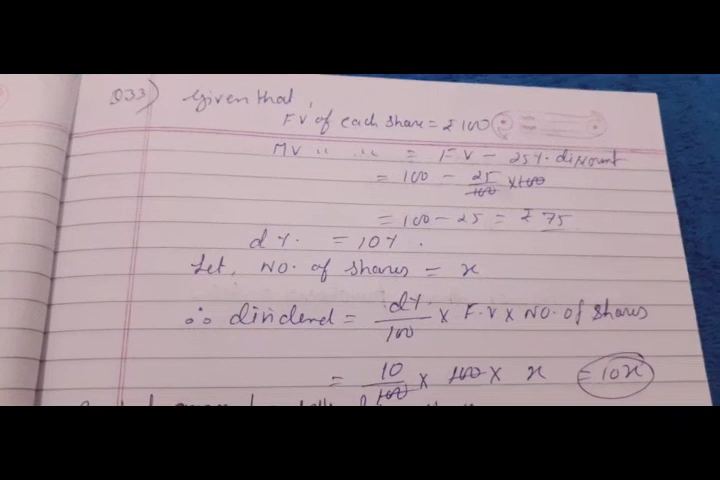 Q33) Given that,
FV of each share = ₹100
MV " " = FV - 25%. discount
= 100 - 25/100 × 100
= 100 - 25 = ₹ 75
d%. = 10%.
Let, NO. of shares = x
∴ dividend = d%./100 × F.V × NO. of shares
= 10/100 × 100 × x = 10x